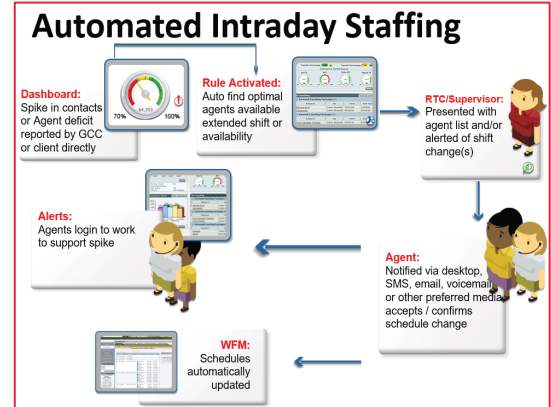 Automated Intraday Staffing
Dashboard:
Spike in contacts
or Agent deficit
reported by GCC
or client directly
70%
100%
Rule Activated:
Auto find optimal
agents available
extended shift or
availability
RTC/Supervisor:
Presented with
agent list and/or
alerted of shift
change(s)
Alerts:
Agents login to work
to support spike
Agent:
Notified via desktop,
SMS, email, voicemail
or other preferred media
accepts / confirms
schedule change
WFM:
Schedules
automatically
updated